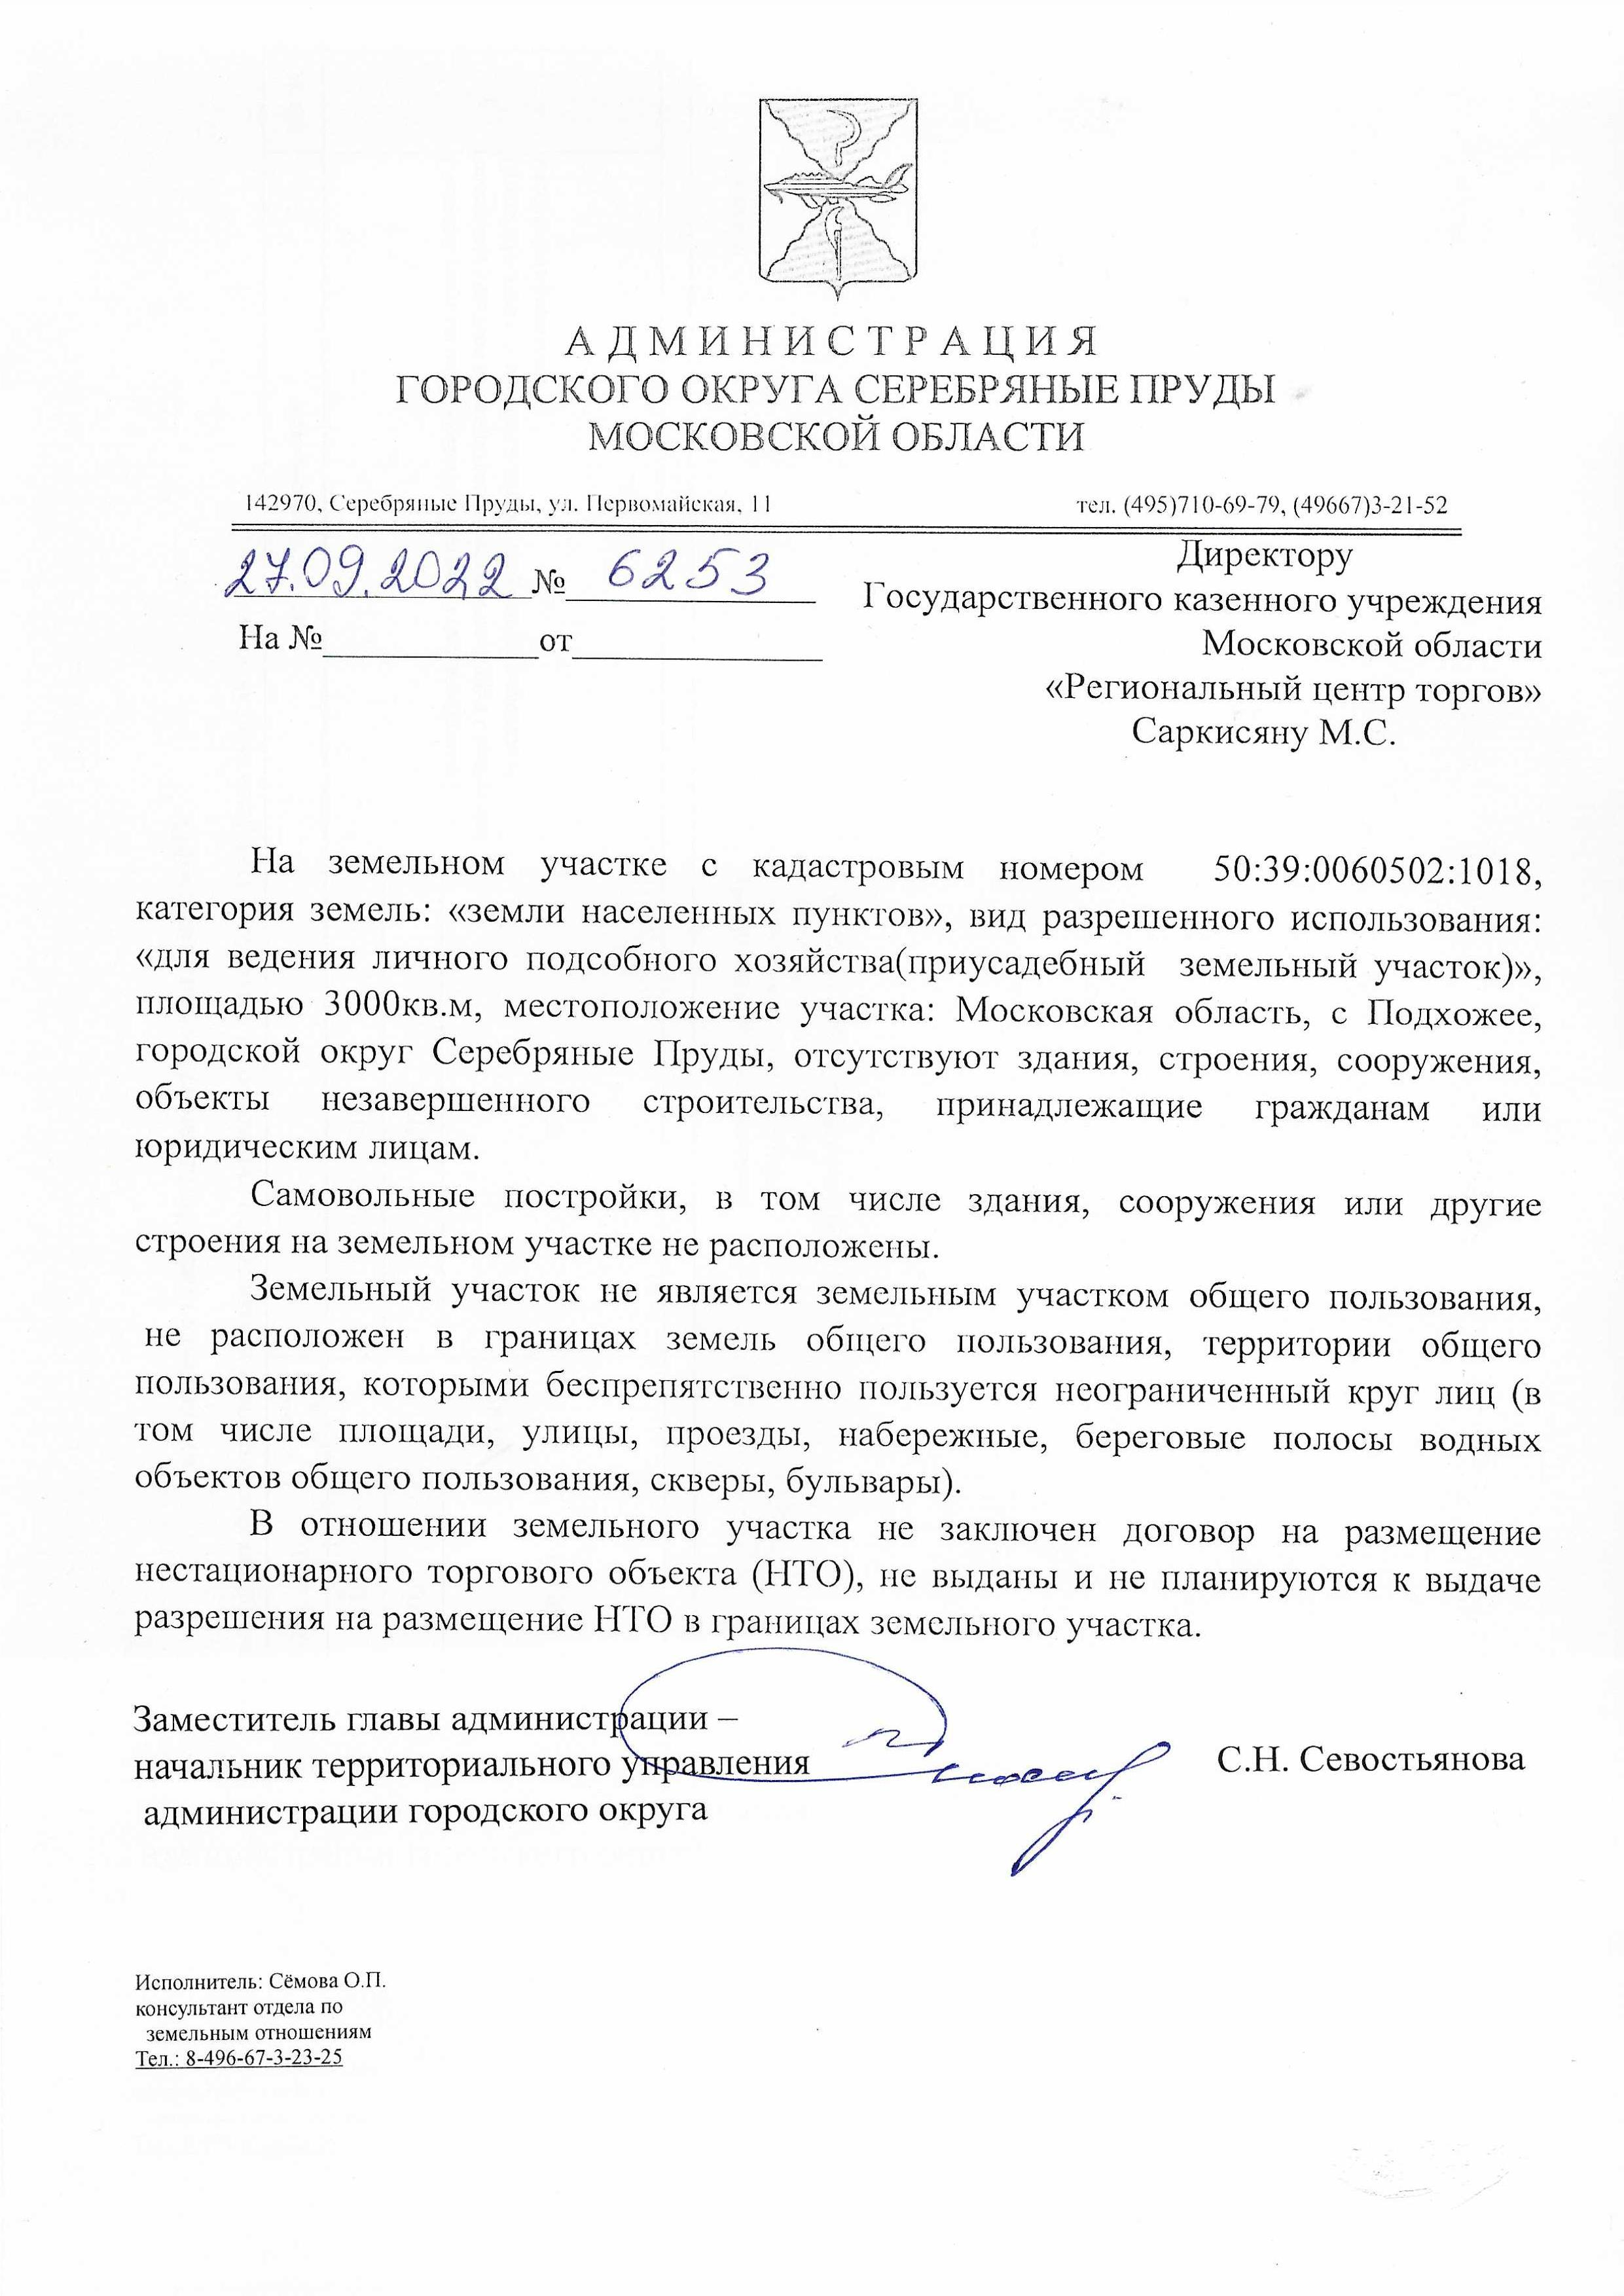 АДМИНИСТРАЦИЯ
ГОРОДСКОГО ОКРУГА СЕРЕБРЯНЫЕ ПРУДЫ
МОСКОВСКОЙ ОБЛАСТИ
142970, Серебряные Пруды, ул. Первомайская, 11 тел. (495)710-69-79, (49667)3-21-52
27.09.2022 № 6253
На № от
Директору
Государственного казенного учреждения
Московской области
«Региональный центр торгов»
Саркисяну М.С.
На земельном участке с кадастровым номером 50:39:0060502:1018,
категория земель: «земли населенных пунктов», вид разрешенного использования:
«для ведения личного подсобного хозяйства(приусадебный земельный участок)»,
площадью 3000кв.м, местоположение участка: Московская область, с Подхожее,
городской округ Серебряные Пруды, отсутствуют здания, строения, сооружения,
объекты незавершенного строительства, принадлежащие гражданам или
юридическим лицам.
Самовольные постройки, в том числе здания, сооружения или другие
строения на земельном участке не расположены.
Земельный участок не является земельным участком общего пользования,
не расположен в границах земель общего пользования, территории общего
пользования, которыми беспрепятственно пользуется неограниченный круг лиц (в
том числе площади, улицы, проезды, набережные, береговые полосы водных
объектов общего пользования, скверы, бульвары).
В отношении земельного участка не заключен договор на размещение
нестационарного торгового объекта (НТО), не выданы и не планируются к выдаче
разрешения на размещение НТО в границах земельного участка.
Заместитель главы администрации –
начальник территориального управления С.Н. Севостьянова
администрации городского округа
Исполнитель: Сёмова О.П.
консультант отдела по
земельным отношениям
Тел.: 8-496-67-3-23-25